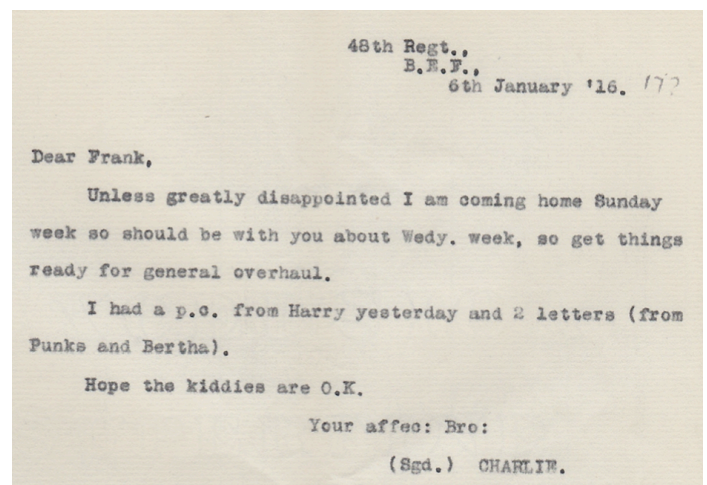 48th Regt.,
B.E.F.,
6th January '16. 17?
Dear Frank,
Unless greatly disappointed I am coming home Sunday
week so should be with you about Wedy. week, so get things
ready for general overhaul.
I had a p.c. from Harry yesterday and 2 letters (from
Punks and Bertha).
Hope the kiddies are O.K.
Your affec: Bro:
(Sgd.) CHARLIE.